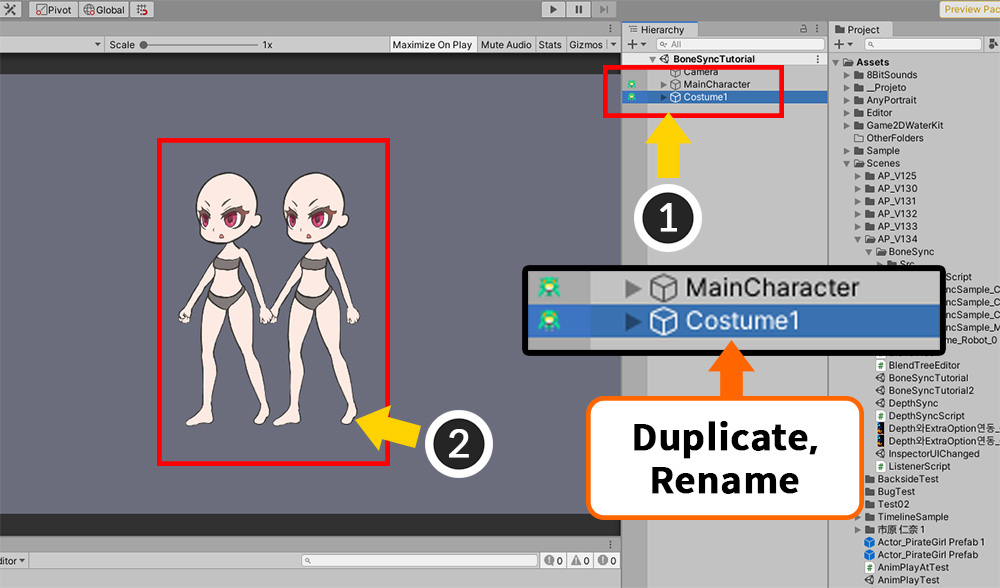 Pivot
Global
Preview Pac
Scale
1x
Maximize On Play
Mute Audio
Stats
Gizmos
Hierarchy
All
BoneSyncTutorial
Camera
MainCharacter
Costume1
1
MainCharacter
Costume1
Duplicate,
Rename
2
Project
Assets
8BitSounds
__Projeto
AnyPortrait
Editor
Game2DWaterKit
OtherFolders
Sample
Scenes
AP_V125
AP_V130
AP_V131
AP_V132
AP_V133
AP_V134
BoneSync
Src
Script
ncSample_C
ncSample_C
ncSample_C
ncSample_M
me_Robot_0
BlendTreeEditor
BoneSyncTutorial
BoneSyncTutorial2
DepthSync
DepthSyncScript
Depth와ExtraOption연동_
Depth와ExtraOption연동_
InspectorUIChanged
ListenerScript
BacksideTest
BugTest
Test02
TimelineSample
市原 仁奈 1
Actor_PirateGirl Prefab 1
Actor_PirateGirl Prefab
AnimPlayAtTest
AnimPlayTest
ditor
0
0
0